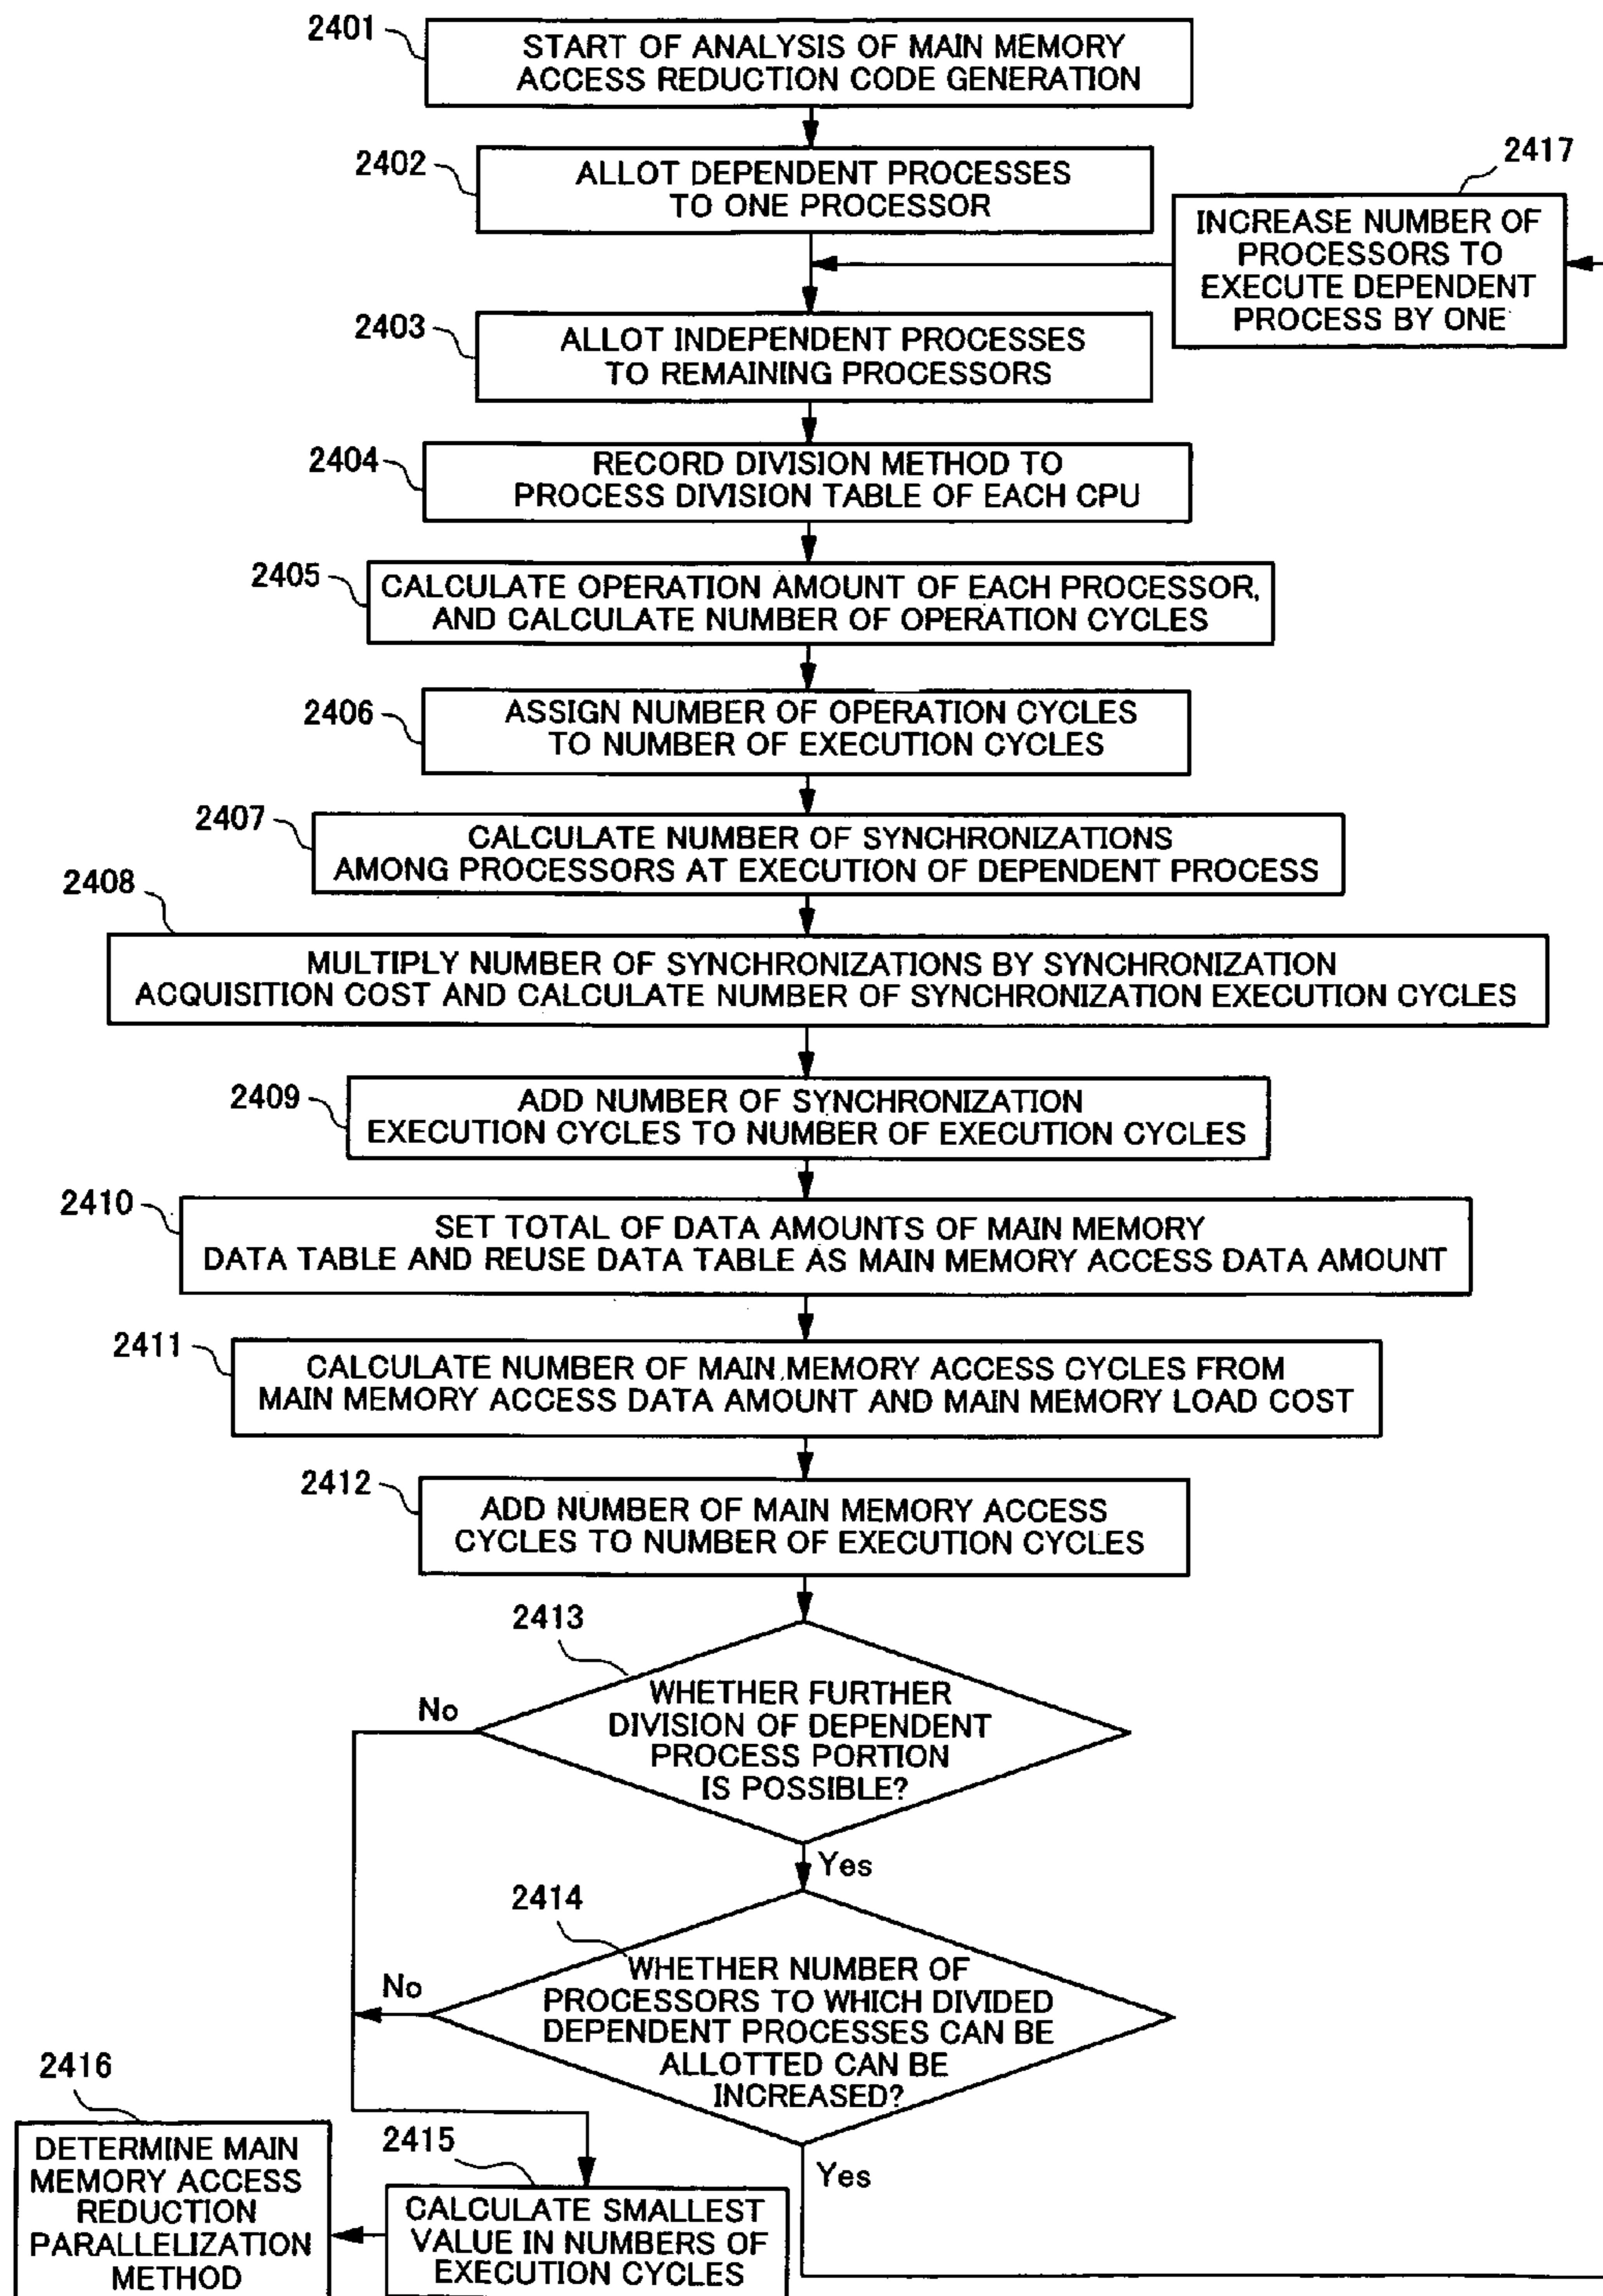 2401
START OF ANALYSIS OF MAIN MEMORY
ACCESS REDUCTION CODE GENERATION
2402
ALLOT DEPENDENT PROCESSES
TO ONE PROCESSOR
2417
INCREASE NUMBER OF
PROCESSORS TO
EXECUTE DEPENDENT
PROCESS BY ONE
2403
ALLOT INDEPENDENT PROCESSES
TO REMAINING PROCESSORS
2404
RECORD DIVISION METHOD TO
PROCESS DIVISION TABLE OF EACH CPU
2405
CALCULATE OPERATION AMOUNT OF EACH PROCESSOR,
AND CALCULATE NUMBER OF OPERATION CYCLES
2406
ASSIGN NUMBER OF OPERATION CYCLES
TO NUMBER OF EXECUTION CYCLES
2407
CALCULATE NUMBER OF SYNCHRONIZATIONS
AMONG PROCESSORS AT EXECUTION OF DEPENDENT PROCESS
2408
MULTIPLY NUMBER OF SYNCHRONIZATIONS BY SYNCHRONIZATION
ACQUISITION COST AND CALCULATE NUMBER OF SYNCHRONIZATION EXECUTION CYCLES
2409
ADD NUMBER OF SYNCHRONIZATION
EXECUTION CYCLES TO NUMBER OF EXECUTION CYCLES
2410
SET TOTAL OF DATA AMOUNTS OF MAIN MEMORY
DATA TABLE AND REUSE DATA TABLE AS MAIN MEMORY ACCESS DATA AMOUNT
2411
CALCULATE NUMBER OF MAIN MEMORY ACCESS CYCLES FROM
MAIN MEMORY ACCESS DATA AMOUNT AND MAIN MEMORY LOAD COST
2412
ADD NUMBER OF MAIN MEMORY ACCESS
CYCLES TO NUMBER OF EXECUTION CYCLES
2413
WHETHER FURTHER
DIVISION OF DEPENDENT
PROCESS PORTION
IS POSSIBLE?
No
Yes
2414
WHETHER NUMBER OF
PROCESSORS TO WHICH DIVIDED
DEPENDENT PROCESSES CAN BE
ALLOTTED CAN BE
INCREASED?
No
Yes
2415
CALCULATE SMALLEST
VALUE IN NUMBERS OF
EXECUTION CYCLES
2416
DETERMINE MAIN
MEMORY ACCESS
REDUCTION
PARALLELIZATION
METHOD